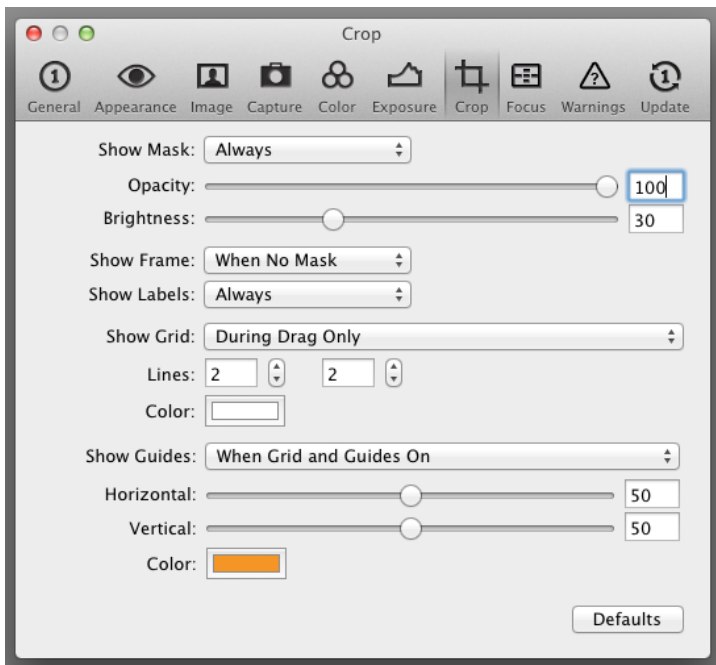 Crop
General Appearance Image Capture Color Exposure Crop Focus Warnings Update
Show Mask: Always
Opacity: 100
Brightness: 30
Show Frame: When No Mask
Show Labels: Always
Show Grid: During Drag Only
Lines: 2 2
Color:
Show Guides: When Grid and Guides On
Horizontal: 50
Vertical: 50
Color:
Defaults